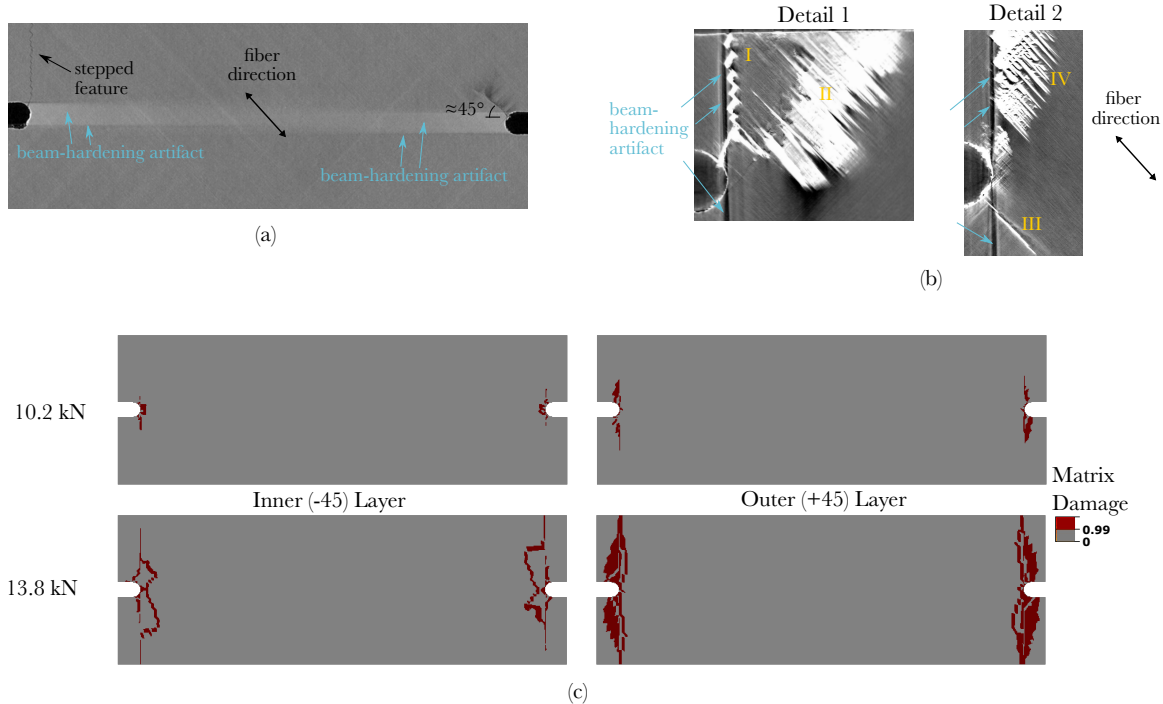 stepped
feature
fiber
direction
≈45°
beam-hardening artifact
beam-hardening artifact
(a)
Detail 1
Detail 2
I
II
IV
III
beam-
hardening
artifact
fiber
direction
(b)
10.2 kN
Inner (-45) Layer
Outer (+45) Layer
13.8 kN
Matrix
Damage
0.99
0
(c)